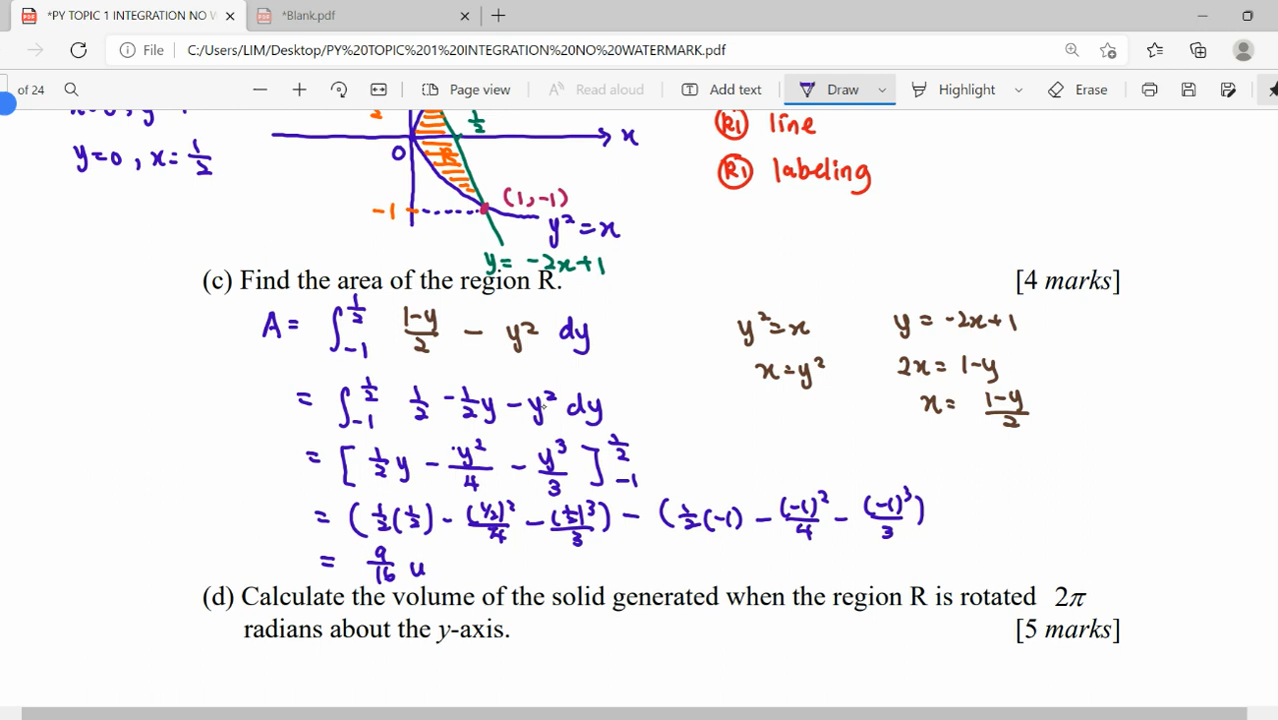 *PY TOPIC 1 INTEGRATION NO W
*Blank.pdf
File
C:/Users/LIM/Desktop/PY%20TOPIC%201%20INTEGRATION%20NO%20WATERMARK.pdf
of 24
Page view
Read aloud
Add text
Draw
Highlight
Erase
y=0 , x= 1/2
2
1/2
x
0
R
-1
(1,-1)
y² = x
y = -2x+1
R1 line
R1 labeling
(c) Find the area of the region R. [4 marks]
A = ∫_{-1}^{1/2} (1-y)/2 - y² dy
= ∫_{-1}^{1/2} 1/2 - 1/2 y - y² dy
= [ 1/2 y - y²/4 - y³/3 ]_{-1}^{1/2}
= ( 1/2 (1/2) - (1/2)²/4 - (1/2)³/3 ) - ( 1/2 (-1) - (-1)²/4 - (-1)³/3 )
= 9/16 u
y² = x
x = y²
y = -2x+1
2x = 1-y
x = (1-y)/2
(d) Calculate the volume of the solid generated when the region R is rotated 2π
radians about the y-axis. [5 marks]